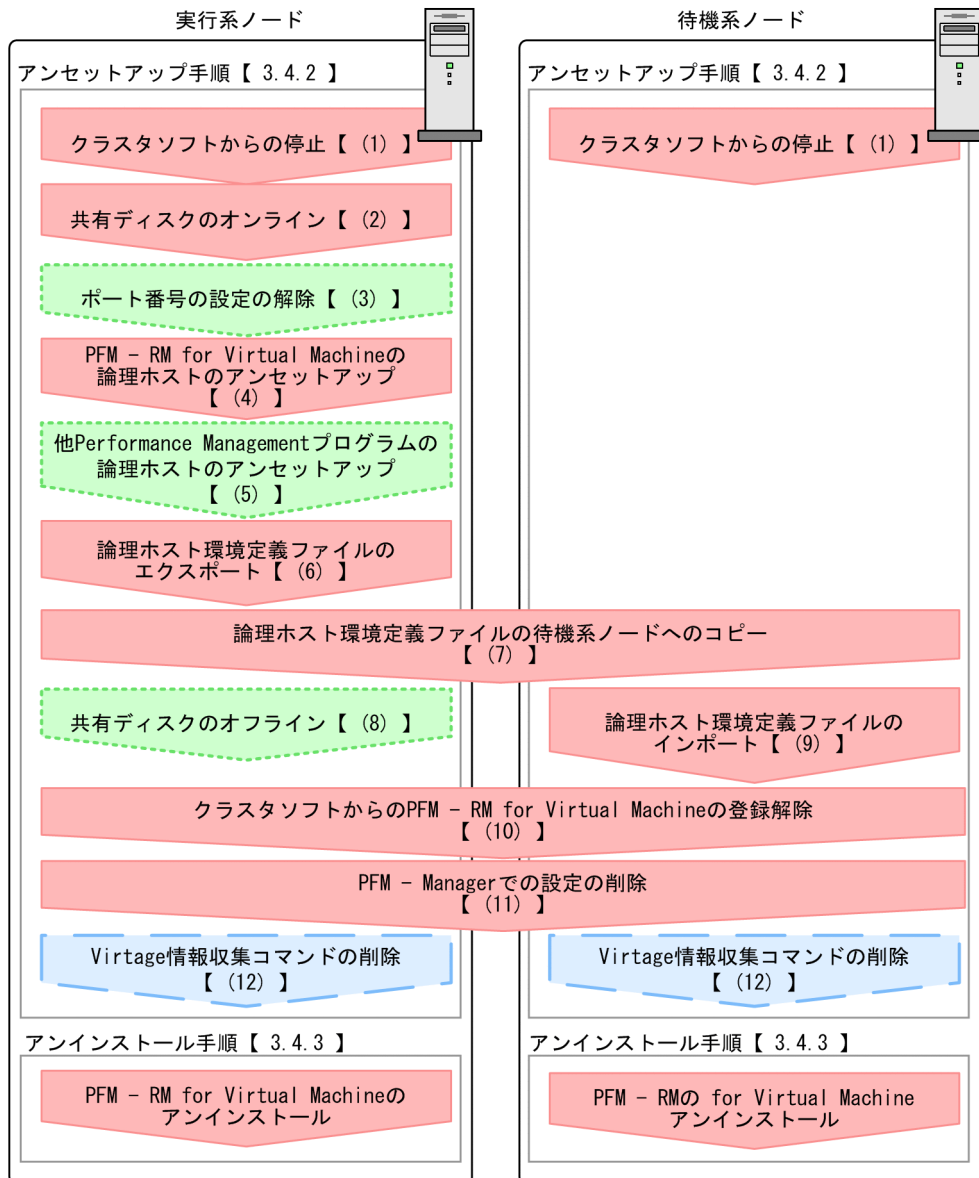 実行系ノード
待機系ノード
アンセットアップ手順【 3.4.2 】
アンセットアップ手順【 3.4.2 】
クラスタソフトからの停止【 (1) 】
クラスタソフトからの停止【 (1) 】
共有ディスクのオンライン【 (2) 】
ポート番号の設定の解除【 (3) 】
PFM − RM for Virtual Machineの
論理ホストのアンセットアップ
【 (4) 】
他Performance Managementプログラムの
論理ホストのアンセットアップ
【 (5) 】
論理ホスト環境定義ファイルの
エクスポート【 (6) 】
論理ホスト環境定義ファイルの待機系ノードへのコピー
【 (7) 】
共有ディスクのオフライン【 (8) 】
論理ホスト環境定義ファイルの
インポート【 (9) 】
クラスタソフトからのPFM − RM for Virtual Machineの登録解除
【 (10) 】
PFM − Managerでの設定の削除
【 (11) 】
Virtage情報収集コマンドの削除
【 (12) 】
Virtage情報収集コマンドの削除
【 (12) 】
アンインストール手順【 3.4.3 】
アンインストール手順【 3.4.3 】
PFM − RM for Virtual Machineの
アンインストール
PFM − RMの for Virtual Machine
アンインストール